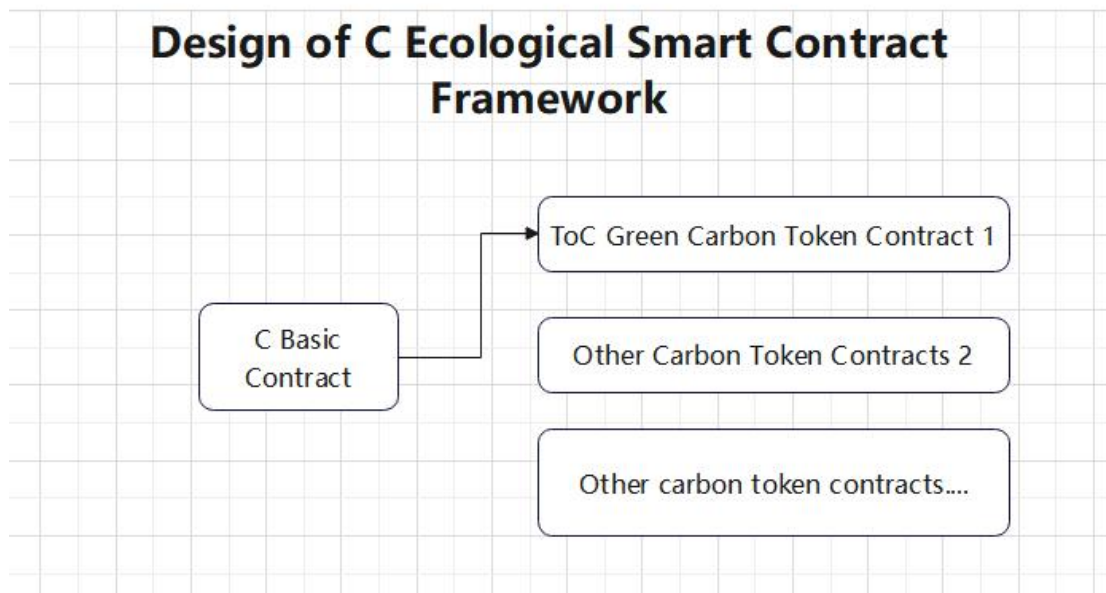 Design of C Ecological Smart Contract
Framework
ToC Green Carbon Token Contract 1
C Basic
Contract
Other Carbon Token Contracts 2
Other carbon token contracts....